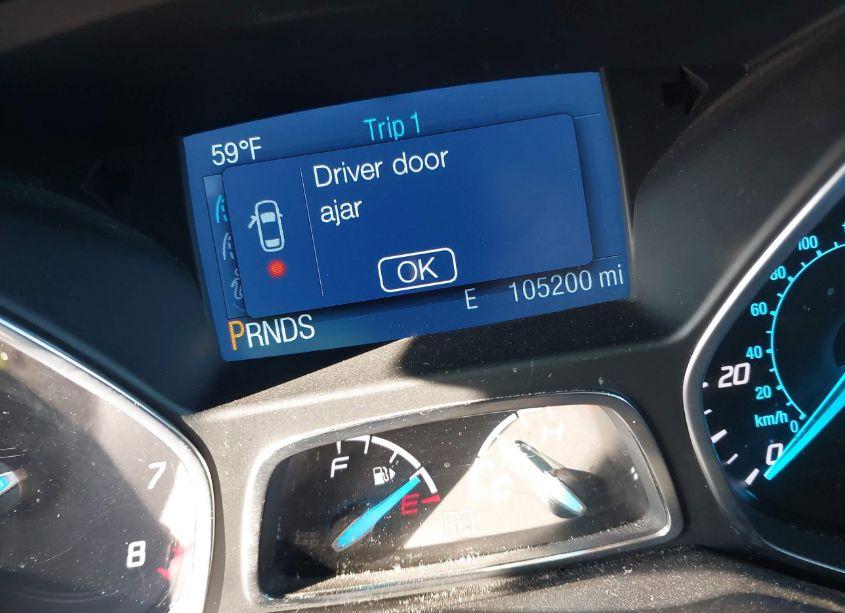 Trip 1
59°F
Driver door
ajar
OK
E 105200 mi
PRNDS
100
80
60
40
20
0
km/h
20
0
F
E
H
C
7
8